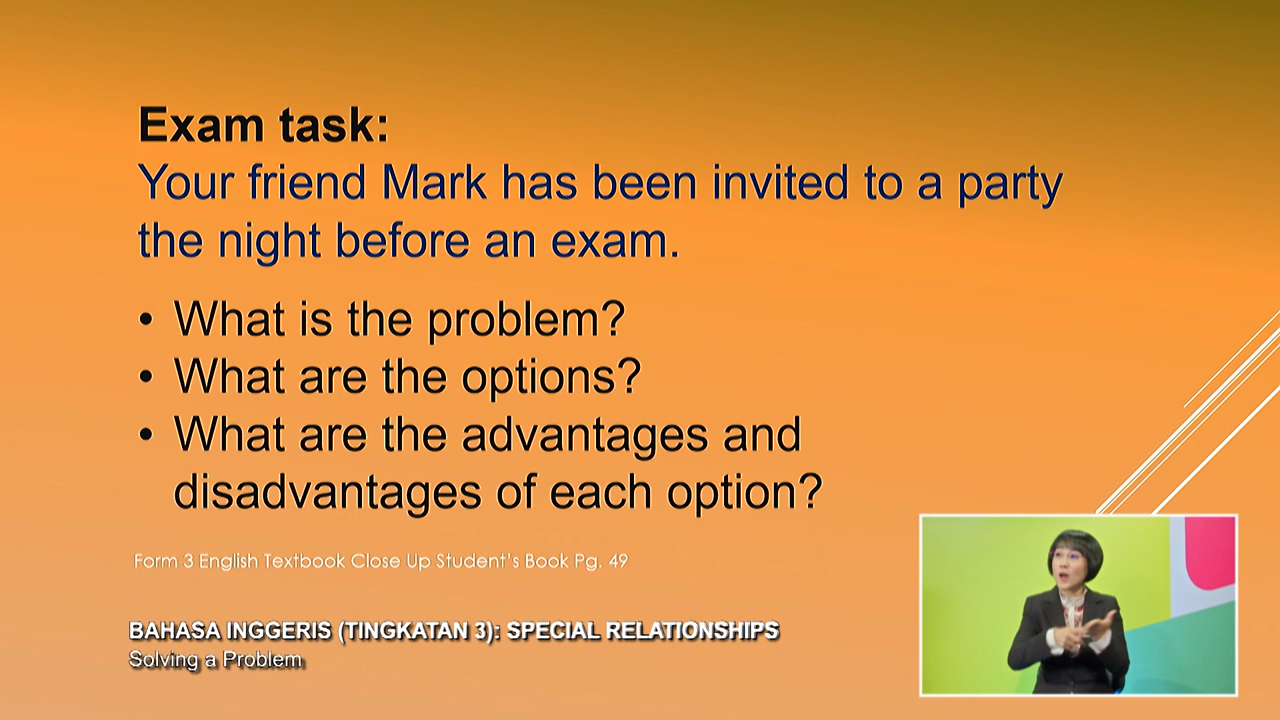 Exam task:
Your friend Mark has been invited to a party
the night before an exam.
• What is the problem?
• What are the options?
• What are the advantages and
disadvantages of each option?
Form 3 English Textbook Close Up Student's Book Pg. 49
BAHASA INGGERIS (TINGKATAN 3): SPECIAL RELATIONSHIPS
Solving a Problem